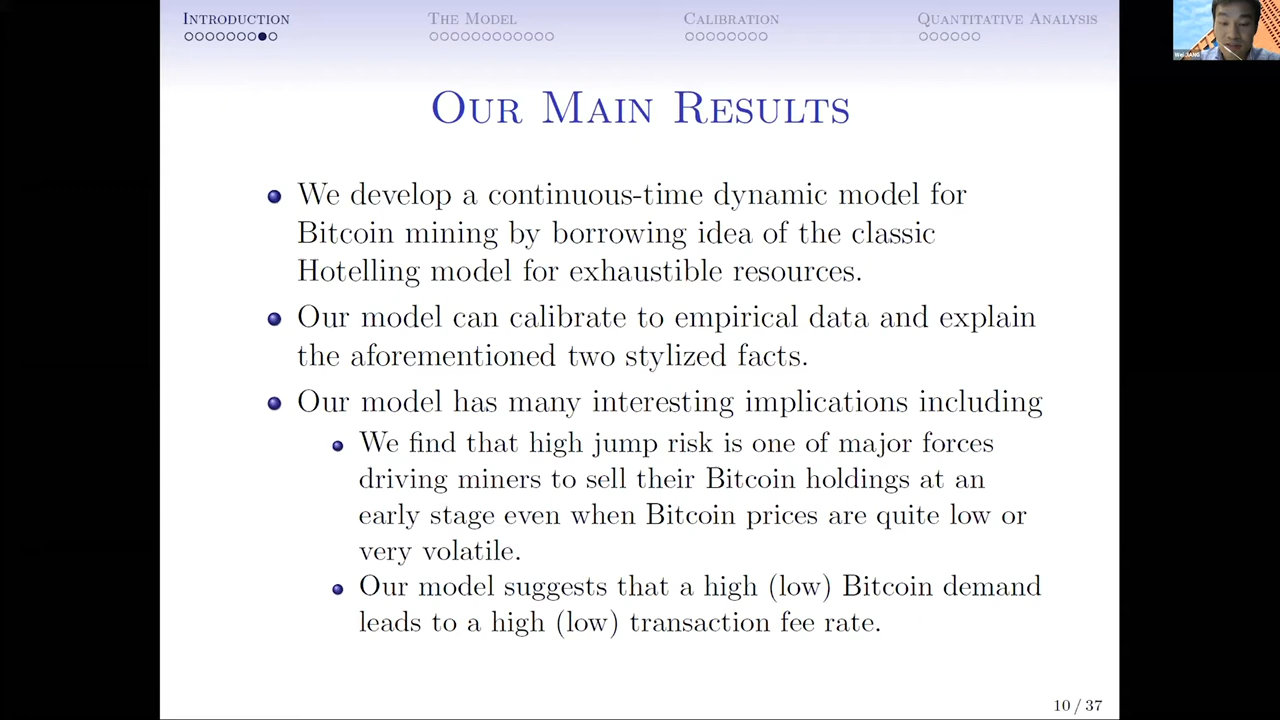 INTRODUCTION THE MODEL CALIBRATION QUANTITATIVE ANALYSIS
Wei JIANG
OUR MAIN RESULTS
We develop a continuous-time dynamic model for
Bitcoin mining by borrowing idea of the classic
Hotelling model for exhaustible resources.
Our model can calibrate to empirical data and explain
the aforementioned two stylized facts.
Our model has many interesting implications including
We find that high jump risk is one of major forces
driving miners to sell their Bitcoin holdings at an
early stage even when Bitcoin prices are quite low or
very volatile.
Our model suggests that a high (low) Bitcoin demand
leads to a high (low) transaction fee rate.
10 / 37